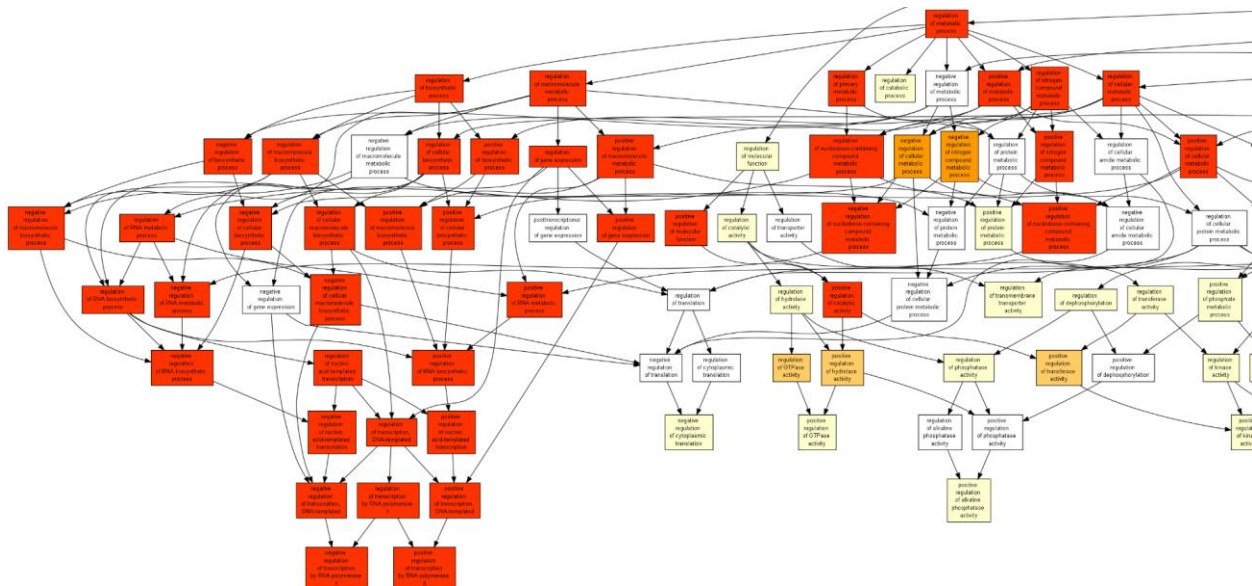 regulation
of metabolic
process
regulation
of biosynthetic
process
regulation
of macromolecule
metabolic
process
regulation
of primary
metabolic
process
regulation
of catabolic
process
negative
regulation
of metabolic
process
positive
regulation
of metabolic
process
regulation
of nitrogen
compound
metabolic
process
regulation
of cellular
metabolic
process
negative
regulation
of biosynthetic
process
regulation
of macromolecule
biosynthetic
process
negative
regulation
of macromolecule
metabolic
process
regulation
of cellular
biosynthetic
process
positive
regulation
of biosynthetic
process
regulation
of gene expression
positive
regulation
of macromolecule
metabolic
process
regulation
of molecular
function
regulation
of nucleobase-containing
compound
metabolic
process
negative
regulation
of cellular
metabolic
process
negative
regulation
of nitrogen
compound
metabolic
process
regulation
of protein
metabolic
process
positive
regulation
of nitrogen
compound
metabolic
process
regulation
of cellular
amide metabolic
process
positive
regulation
of cellular
metabolic
process
negative
regulation
of macromolecule
biosynthetic
process
regulation
of RNA metabolic
process
negative
regulation
of cellular
biosynthetic
process
regulation
of cellular
macromolecule
biosynthetic
process
positive
regulation
of macromolecule
biosynthetic
process
positive
regulation
of cellular
biosynthetic
process
posttranscriptional
regulation
of gene expression
positive
regulation
of gene expression
positive
regulation
of molecular
function
regulation
of catalytic
activity
regulation
of transporter
activity
negative
regulation
of nucleobase-containing
compound
metabolic
process
negative
regulation
of protein
metabolic
process
positive
regulation
of protein
metabolic
process
positive
regulation
of nucleobase-containing
compound
metabolic
process
negative
regulation
of cellular
amide metabolic
process
regulation
of cellular
protein metabolic
process
regulation
of RNA biosynthetic
process
negative
regulation
of RNA metabolic
process
negative
regulation
of gene expression
negative
regulation
of cellular
macromolecule
biosynthetic
process
positive
regulation
of RNA metabolic
process
regulation
of translation
regulation
of hydrolase
activity
positive
regulation
of catalytic
activity
negative
regulation
of cellular
protein metabolic
process
regulation
of transmembrane
transporter
activity
regulation
of dephosphorylation
regulation
of transferase
activity
positive
regulation
of phosphate
metabolic
process
negative
regulation
of RNA biosynthetic
process
regulation
of nucleic
acid-templated
transcription
positive
regulation
of RNA biosynthetic
process
negative
regulation
of translation
regulation
of cytoplasmic
translation
regulation
of GTPase
activity
positive
regulation
of hydrolase
activity
regulation
of phosphatase
activity
positive
regulation
of transferase
activity
positive
regulation
of dephosphorylation
regulation
of kinase
activity
negative
regulation
of nucleic
acid-templated
transcription
regulation
of transcription,
DNA-templated
positive
regulation
of nucleic
acid-templated
transcription
negative
regulation
of cytoplasmic
translation
positive
regulation
of GTPase
activity
regulation
of alkaline
phosphatase
activity
positive
regulation
of phosphatase
activity
negative
regulation
of transcription,
DNA-templated
regulation
of transcription
by RNA polymerase
II
positive
regulation
of transcription,
DNA-templated
positive
regulation
of alkaline
phosphatase
activity
negative
regulation
of transcription
by RNA polymerase
II
positive
regulation
of transcription
by RNA polymerase
II